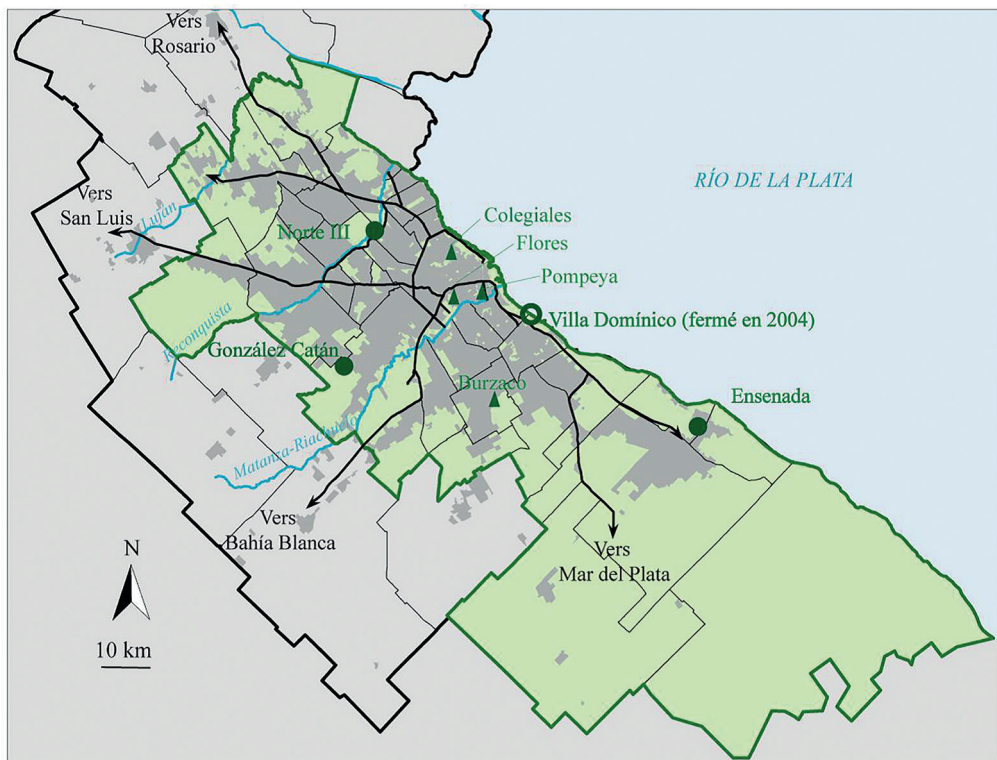 Vers
Rosario
RÍO DE LA PLATA
Vers
San Luis
Luján
Colegiales
Norte III
Flores
Pompeya
Villa Domínico (fermé en 2004)
Reconquista
González Catán
Burzaco
Ensenada
Matanza-Riachuelo
Vers
Bahía Blanca
Vers
Mar del Plata
N
10 km